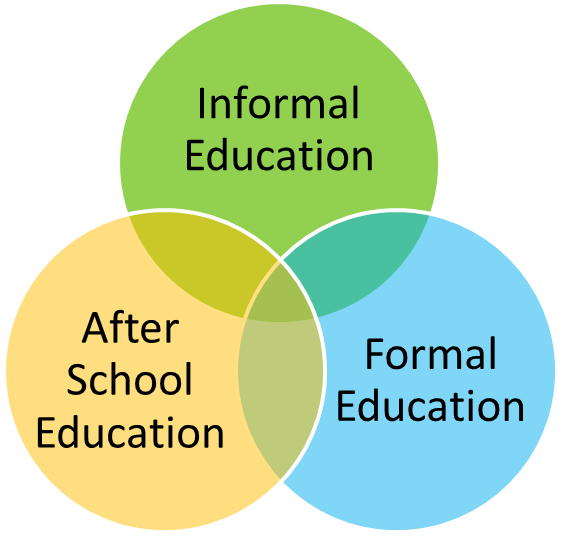 Informal
Education
After
School
Education
Formal
Education